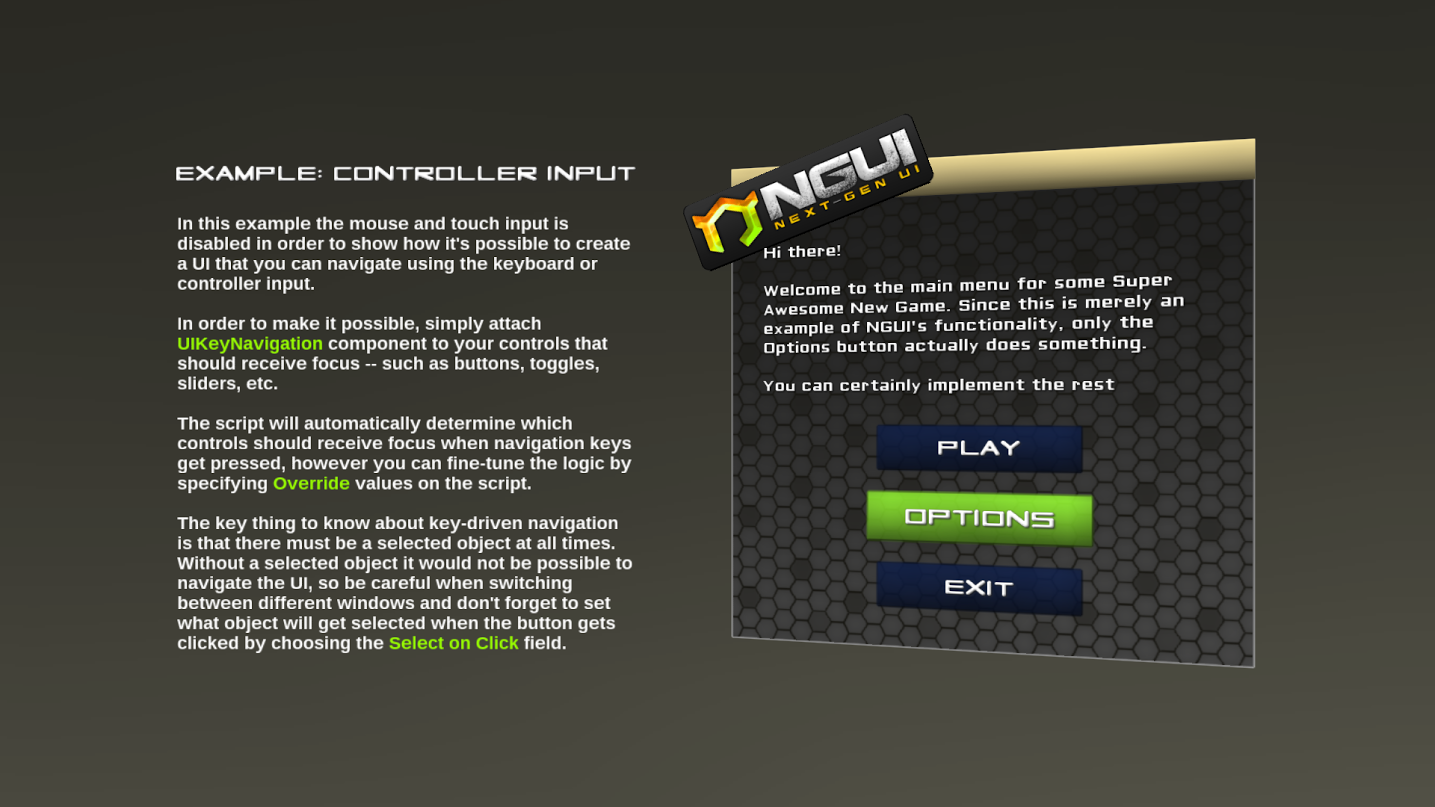 EXAMPLE: CONTROLLER INPUT
In this example the mouse and touch input is
disabled in order to show how it's possible to create
a UI that you can navigate using the keyboard or
controller input.
In order to make it possible, simply attach
UIKeyNavigation component to your controls that
should receive focus -- such as buttons, toggles,
sliders, etc.
The script will automatically determine which
controls should receive focus when navigation keys
get pressed, however you can fine-tune the logic by
specifying Override values on the script.
The key thing to know about key-driven navigation
is that there must be a selected object at all times.
Without a selected object it would not be possible to
navigate the UI, so be careful when switching
between different windows and don't forget to set
what object will get selected when the button gets
clicked by choosing the Select on Click field.
NGUI
NEXT-GEN UI
Hi there!
Welcome to the main menu for some Super
Awesome New Game. Since this is merely an
example of NGUI's functionality, only the
Options button actually does something.
You can certainly implement the rest
PLAY
OPTIONS
EXIT